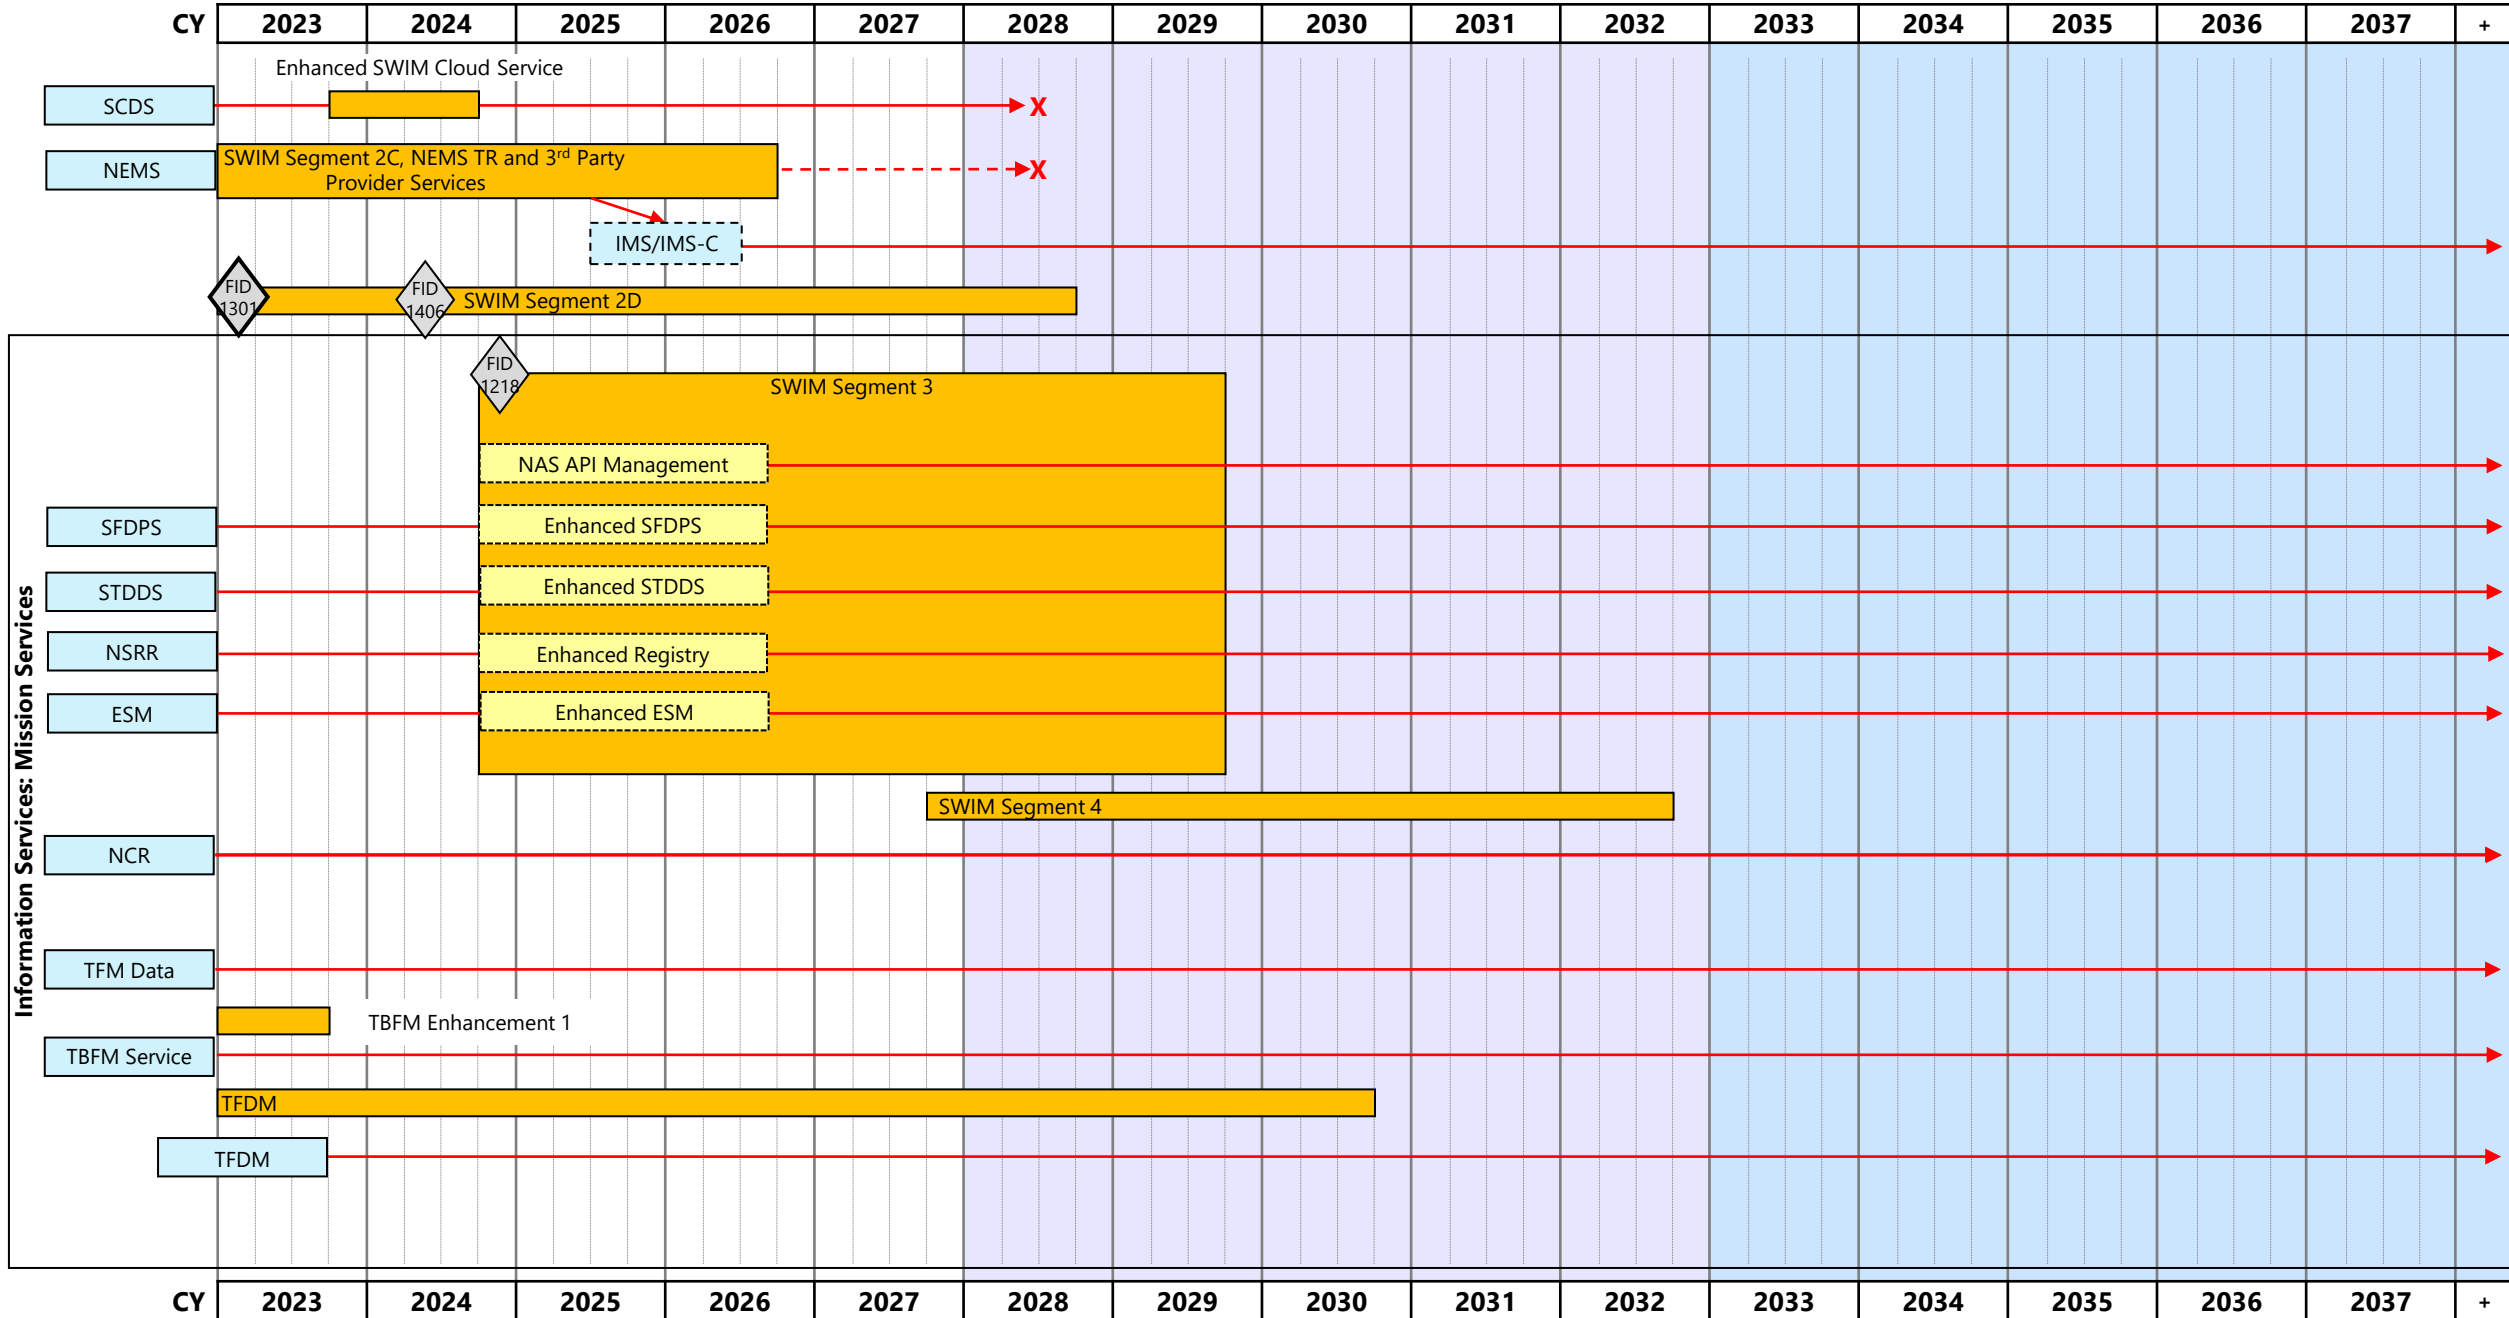 CY 2023 2024 2025 2026 2027 2028 2029 2030 2031 2032 2033 2034 2035 2036 2037 +
Enhanced SWIM Cloud Service
SCDS
X
NEMS
SWIM Segment 2C, NEMS TR and 3rd Party
Provider Services
X
IMS/IMS-C
FID
1301
FID
1406
SWIM Segment 2D
Information Services: Mission Services
FID
1218
SWIM Segment 3
NAS API Management
SFDPS
Enhanced SFDPS
STDDS
Enhanced STDDS
NSRR
Enhanced Registry
ESM
Enhanced ESM
SWIM Segment 4
NCR
TFM Data
TBFM Enhancement 1
TBFM Service
TFDM
TFDM
CY 2023 2024 2025 2026 2027 2028 2029 2030 2031 2032 2033 2034 2035 2036 2037 +